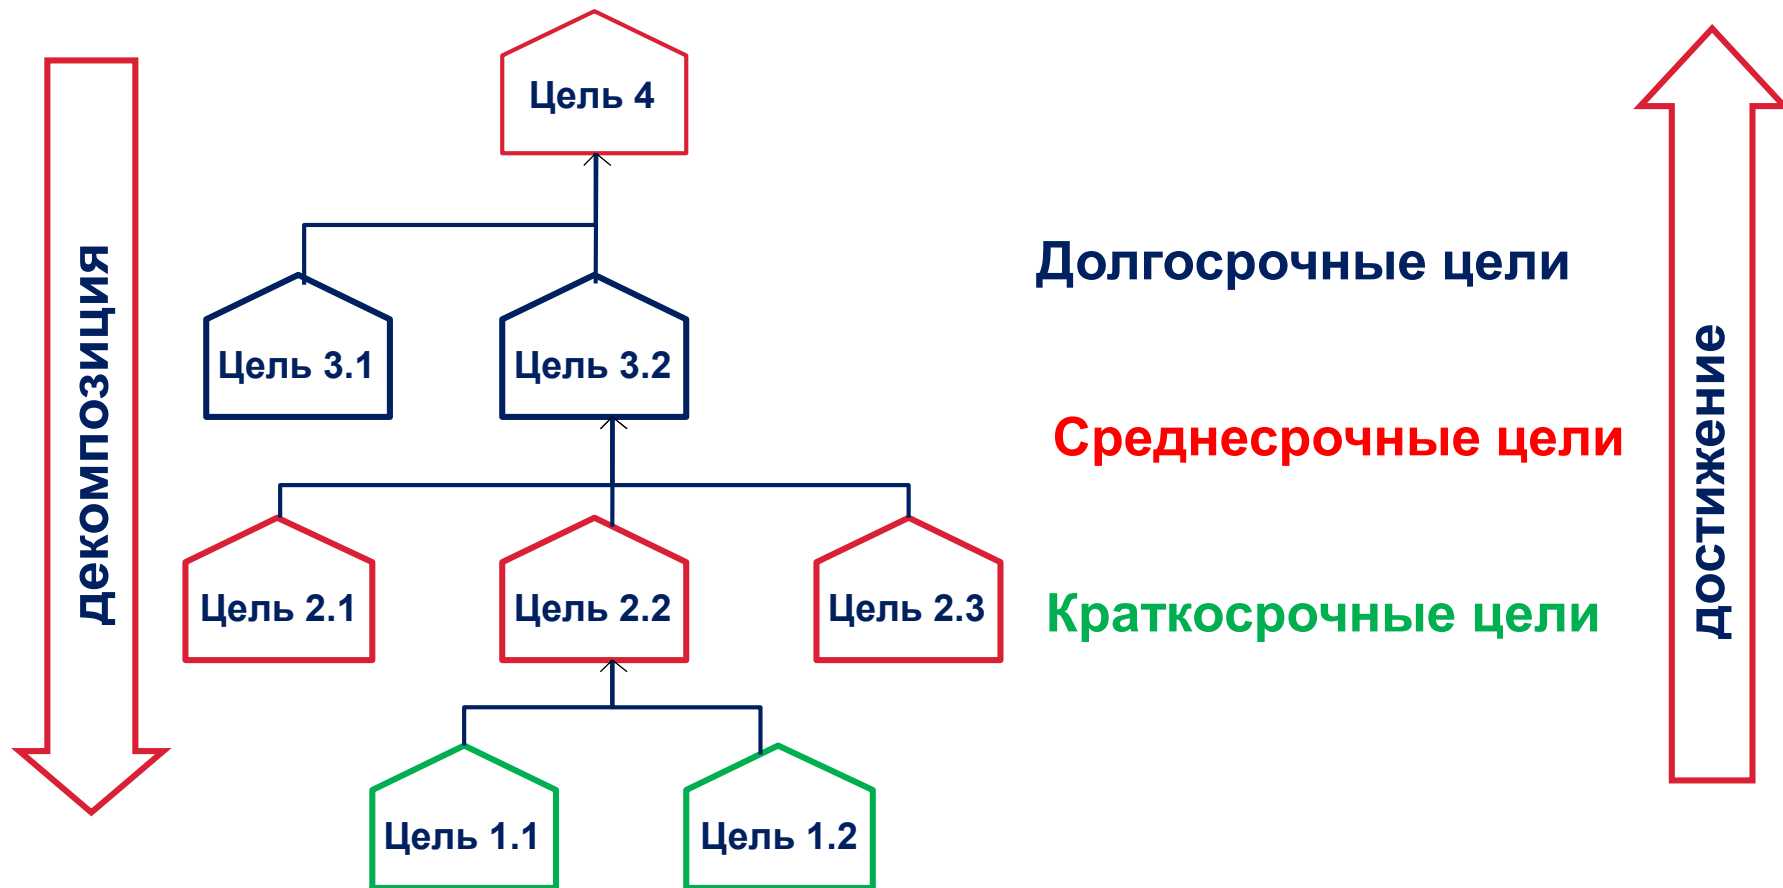 Цель 4
декомпозиция
Долгосрочные цели
Цель 3.1
Цель 3.2
достижение
Среднесрочные цели
Цель 2.1
Цель 2.2
Цель 2.3
Краткосрочные цели
Цель 1.1
Цель 1.2